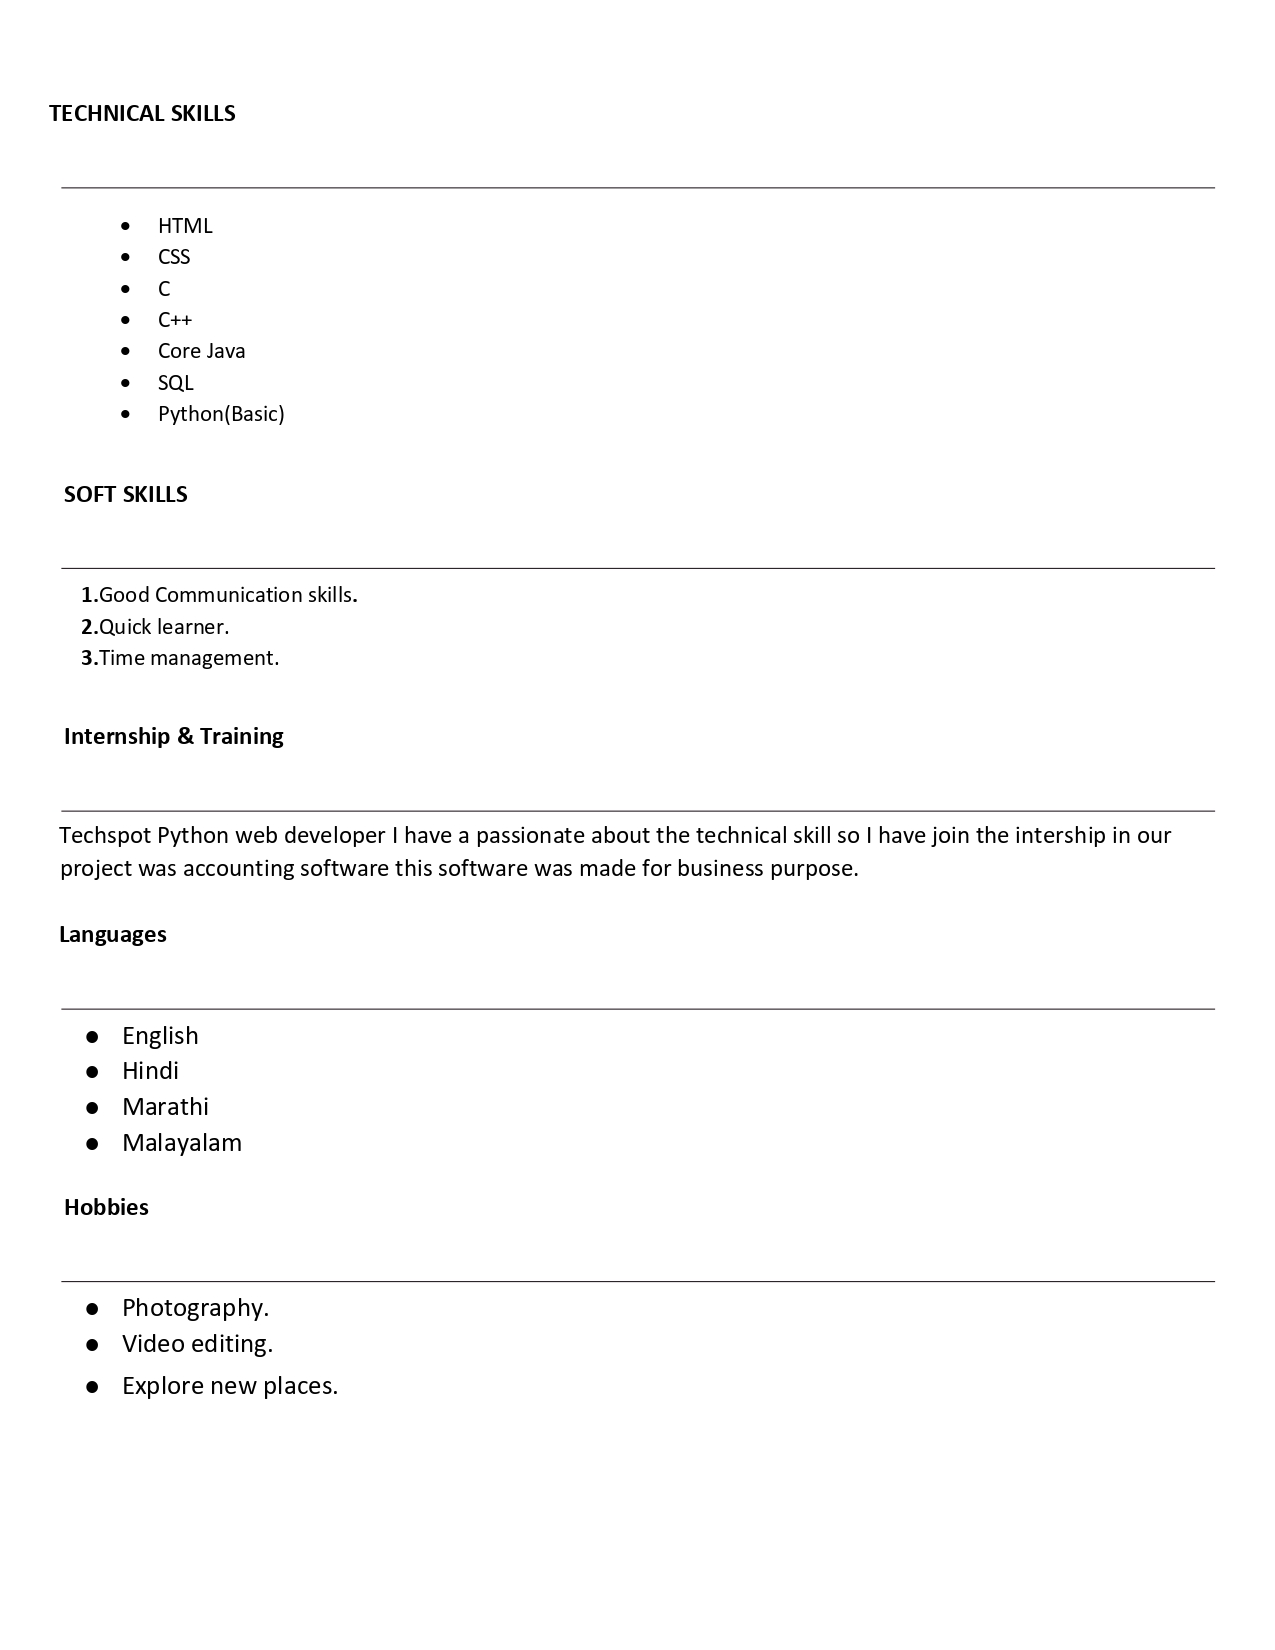 TECHNICAL SKILLS
• HTML
• CSS
• C
• C++
• Core Java
• SQL
• Python(Basic)
SOFT SKILLS
1.Good Communication skills.
2.Quick learner.
3.Time management.
Internship & Training
Techspot Python web developer I have a passionate about the technical skill so I have join the intership in our
project was accounting software this software was made for business purpose.
Languages
● English
● Hindi
● Marathi
● Malayalam
Hobbies
● Photography.
● Video editing.
● Explore new places.